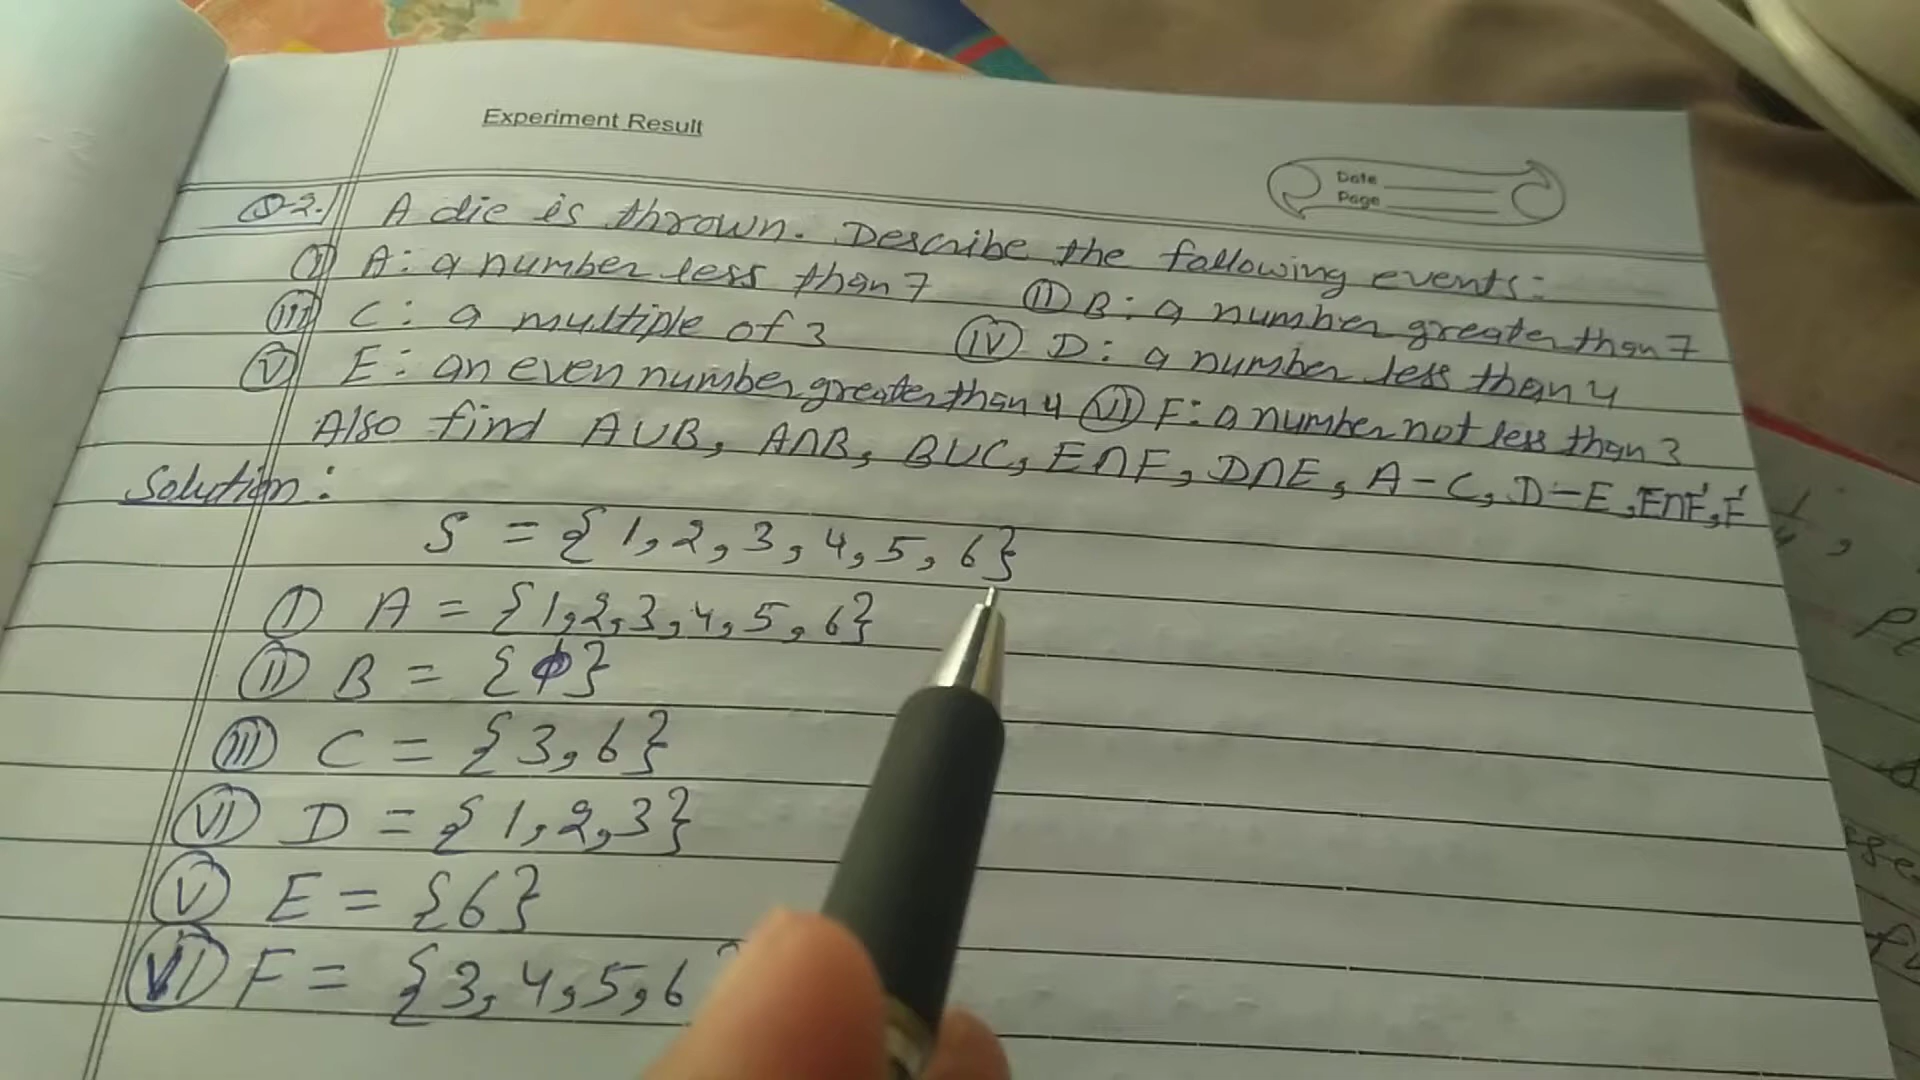 Experiment Result
Date
Page
Q-2. A die is thrown. Describe the following events:-
(I) A: a number less than 7 (II) B: a number greater than 7
(III) C: a multiple of 3 (IV) D: a number less than 4
(V) E: an even number greater than 4 (VI) F: a number not less than 3
Also find A∪B, A∩B, B∪C, E∩F, D∩E, A-C, D-E, E∩F', F'
Solution:
S = {1,2,3,4,5,6}
(I) A = {1,2,3,4,5,6}
(II) B = {ϕ}
(III) C = {3,6}
(VI) D = {1,2,3}
(V) E = {6}
(VI) F = {3,4,5,6